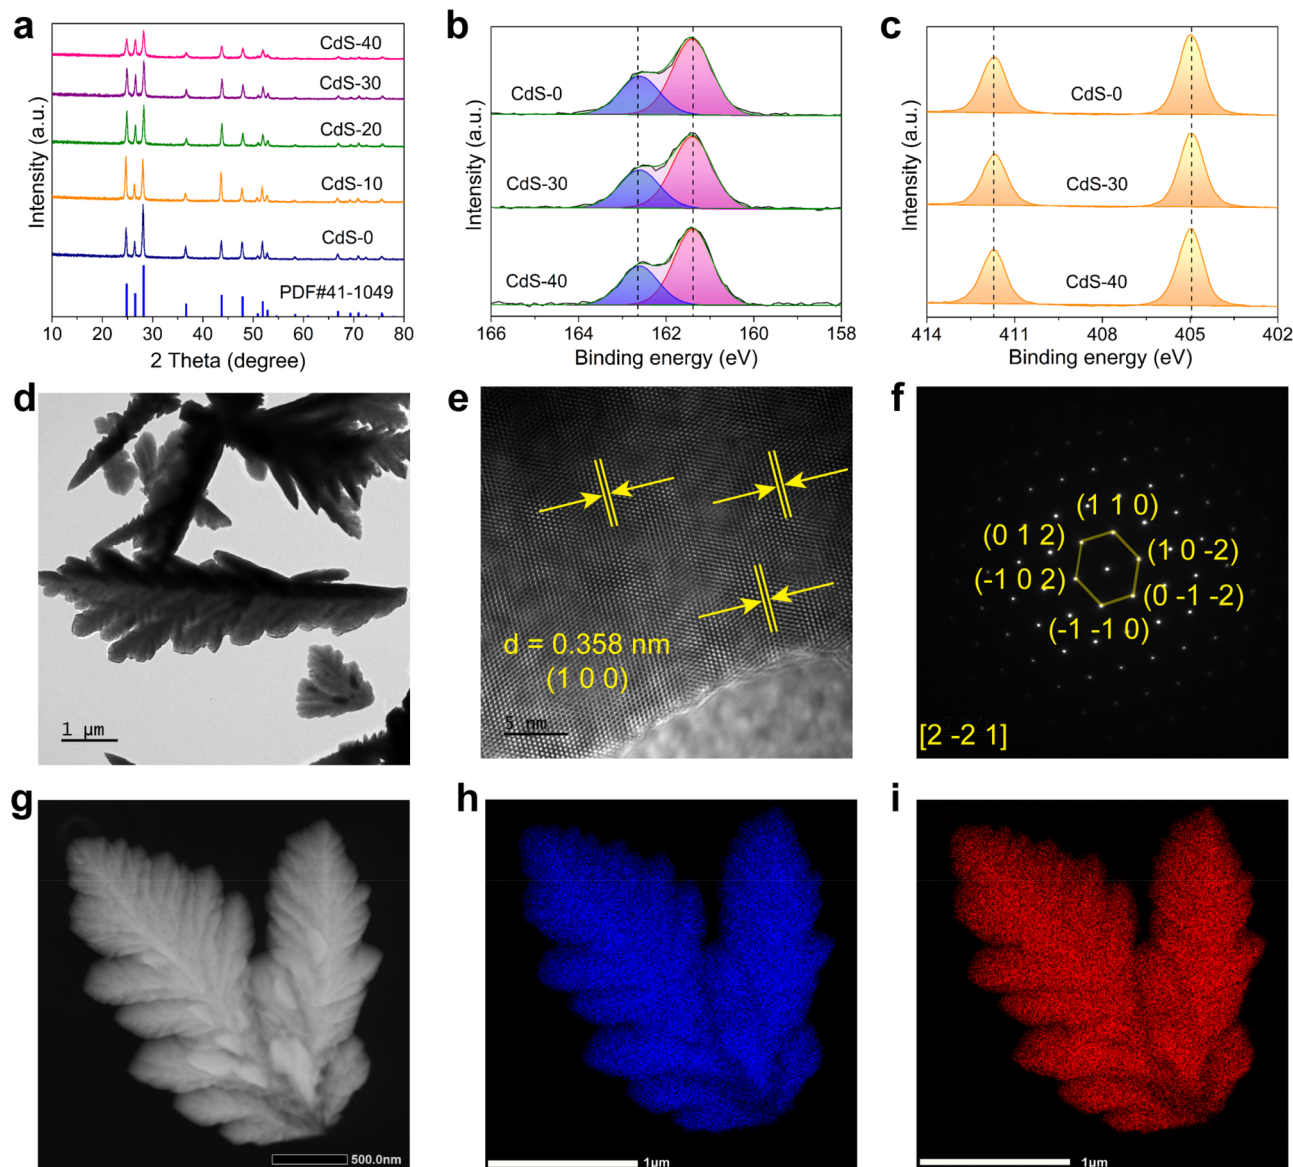 a
CdS-40
CdS-30
CdS-20
CdS-10
CdS-0
PDF#41-1049
Intensity (a.u.)
10 20 30 40 50 60 70 80
2 Theta (degree)
b
CdS-0
CdS-30
CdS-40
Intensity (a.u.)
166 164 162 160 158
Binding energy (eV)
c
CdS-0
CdS-30
CdS-40
Intensity (a.u.)
414 411 408 405 402
Binding energy (eV)
d
1 µm
e
d = 0.358 nm
(1 0 0)
5 nm
f
(1 1 0)
(0 1 2)
(1 0 -2)
(-1 0 2)
(0 -1 -2)
(-1 -1 0)
[2 -2 1]
g
500.0nm
h
1µm
i
1µm